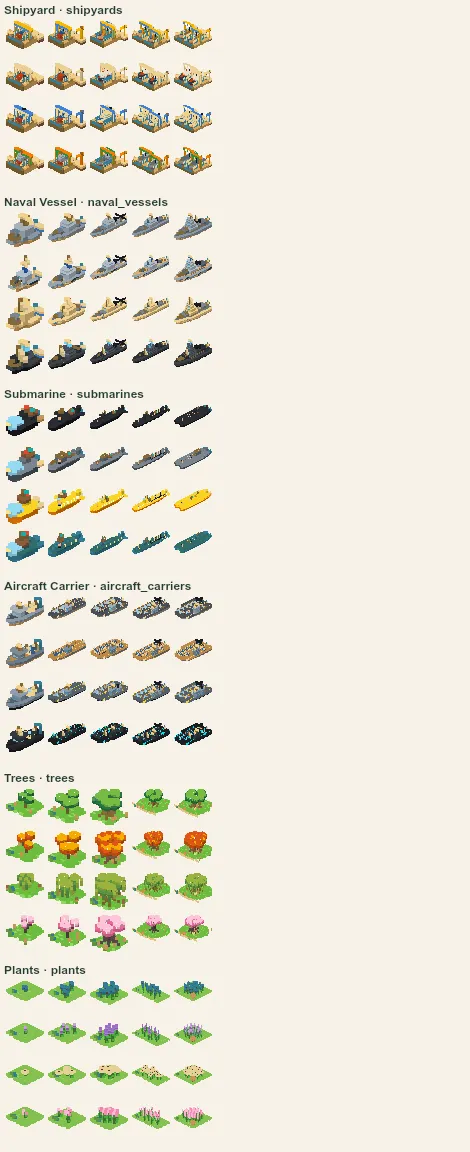 Shipyard · shipyards
Naval Vessel · naval_vessels
Submarine · submarines
Aircraft Carrier · aircraft_carriers
Trees · trees
Plants · plants